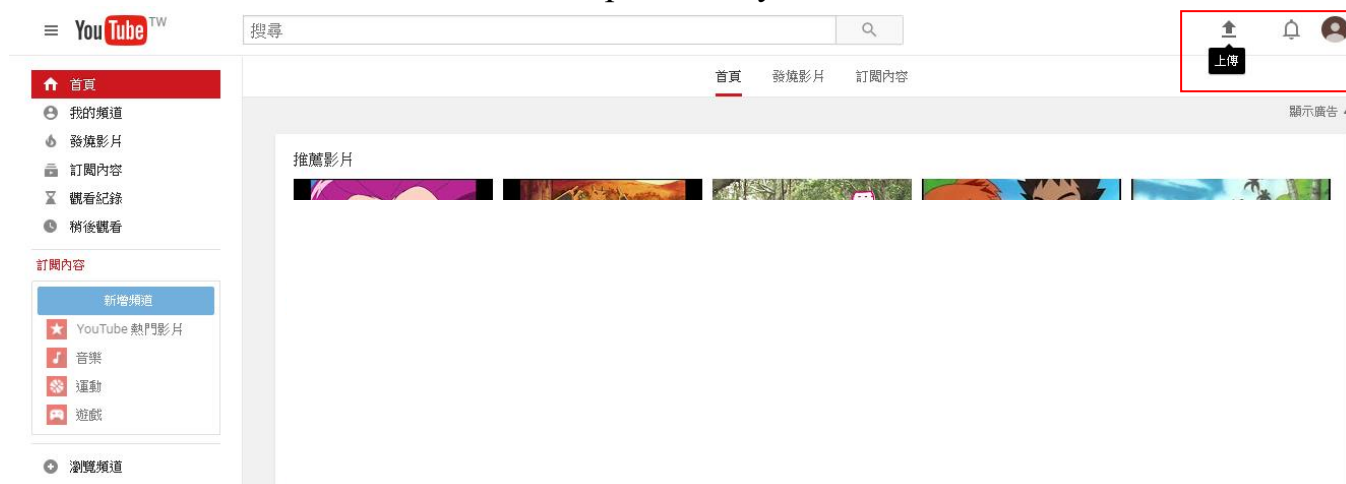 YouTube TW
搜尋
上傳
首頁
我的頻道
發燒影片
訂閱內容
觀看紀錄
稍後觀看
訂閱內容
新增頻道
YouTube 熱門影片
音樂
運動
遊戲
瀏覽頻道
首頁 發燒影片 訂閱內容
顯示廣告
推薦影片